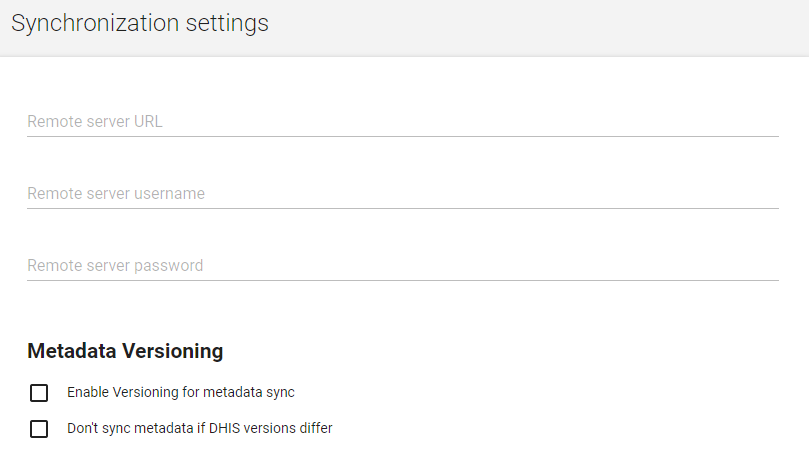 Synchronization settings
Remote server URL
Remote server username
Remote server password
Metadata Versioning
Enable Versioning for metadata sync
Don't sync metadata if DHIS versions differ